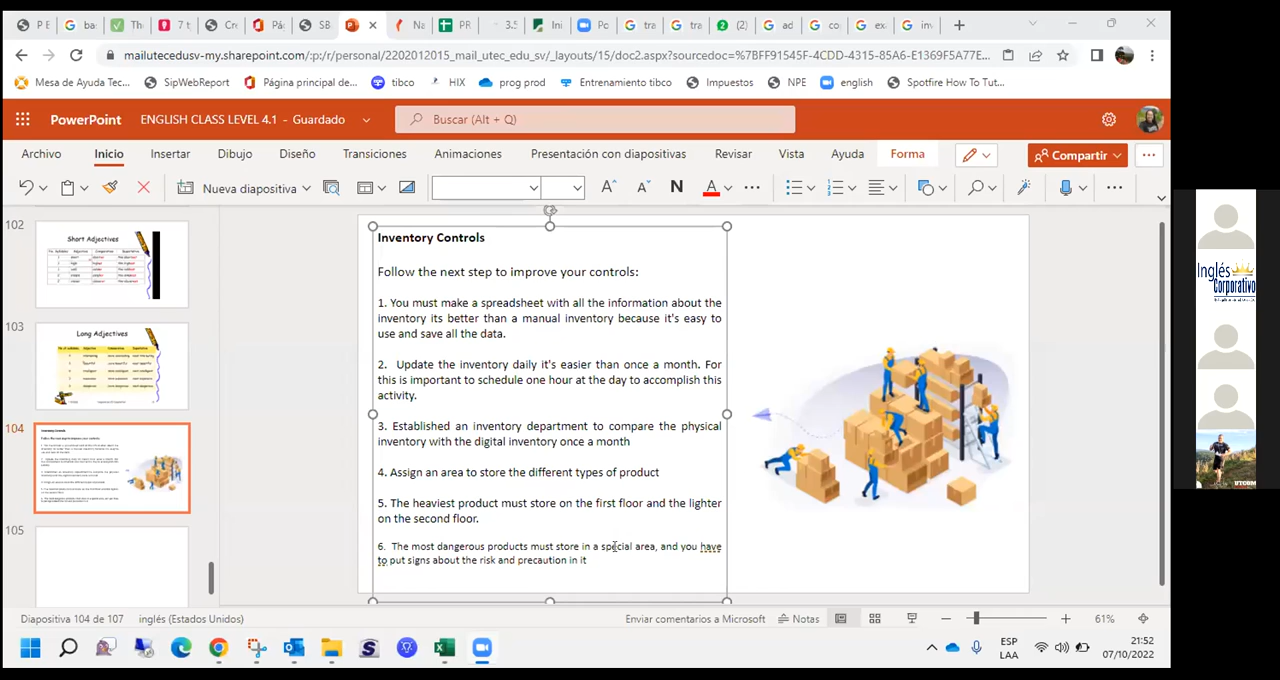 mailutecedusv-my.sharepoint.com/:p:/r/personal/2202012015_mail_utec_edu_sv/_layouts/15/doc2.aspx?sourcedoc=%7BFF91545F-4CDD-4315-85A6-E1369F5A77E...
Mesa de Ayuda Tec... SipWebReport Página principal de... tibco HIX prog prod Entrenamiento tibco Impuestos NPE english Spotfire How To Tut...
PowerPoint ENGLISH CLASS LEVEL 4.1 - Guardado Buscar (Alt + Q)
Archivo Inicio Insertar Dibujo Diseño Transiciones Animaciones Presentación con diapositivas Revisar Vista Ayuda Forma Compartir
Nueva diapositiva N A
102
Short Adjectives
103
Long Adjectives
104
105
Inventory Controls
Follow the next step to improve your controls:
1. You must make a spreadsheet with all the information about the
inventory its better than a manual inventory because it's easy to
use and save all the data.
2. Update the inventory daily it's easier than once a month. For
this is important to schedule one hour at the day to accomplish this
activity.
3. Established an inventory department to compare the physical
inventory with the digital inventory once a month
4. Assign an area to store the different types of product
5. The heaviest product must store on the first floor and the lighter
on the second floor.
6. The most dangerous products must store in a special area, and you have
to put signs about the risk and precaution in it
Inglés
Corporativo
Diapositiva 104 de 107 inglés (Estados Unidos) Enviar comentarios a Microsoft Notas 61%
ESP
LAA
21:52
07/10/2022